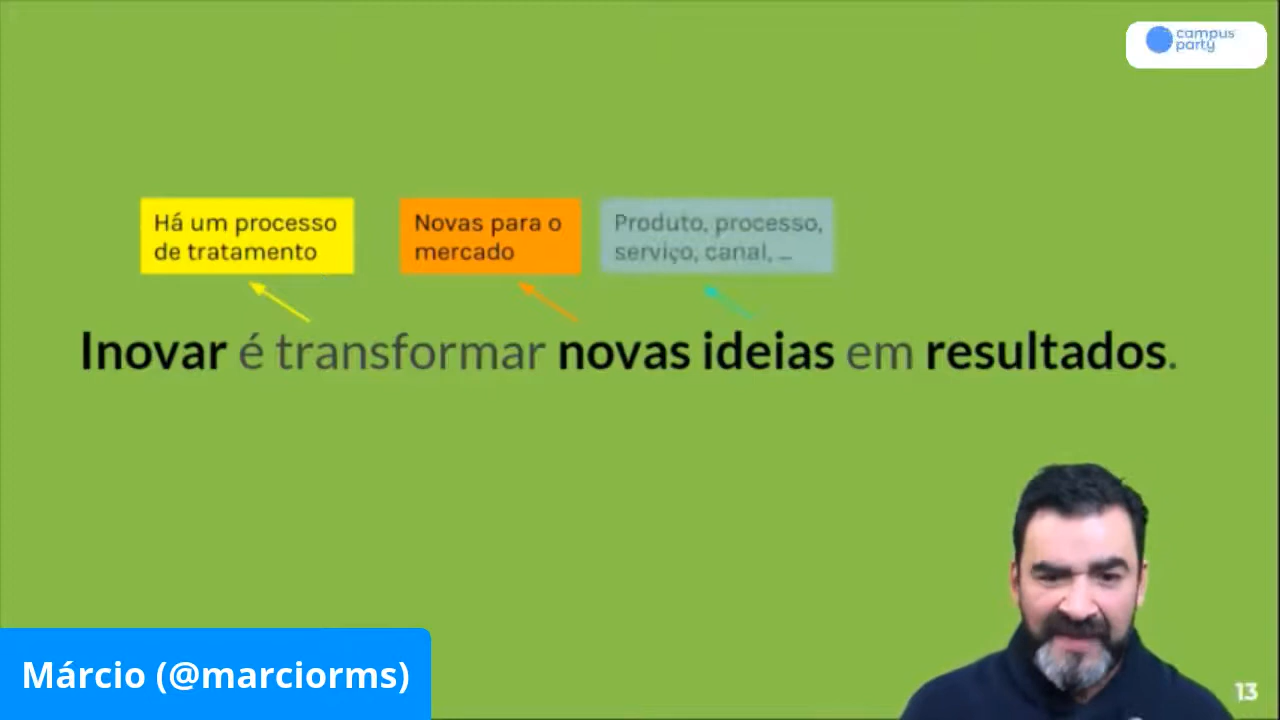 campus
party
Há um processo
de tratamento
Novas para o
mercado
Produto, processo,
serviço, canal, ...
Inovar é transformar novas ideias em resultados.
Márcio (@marciorms)
13